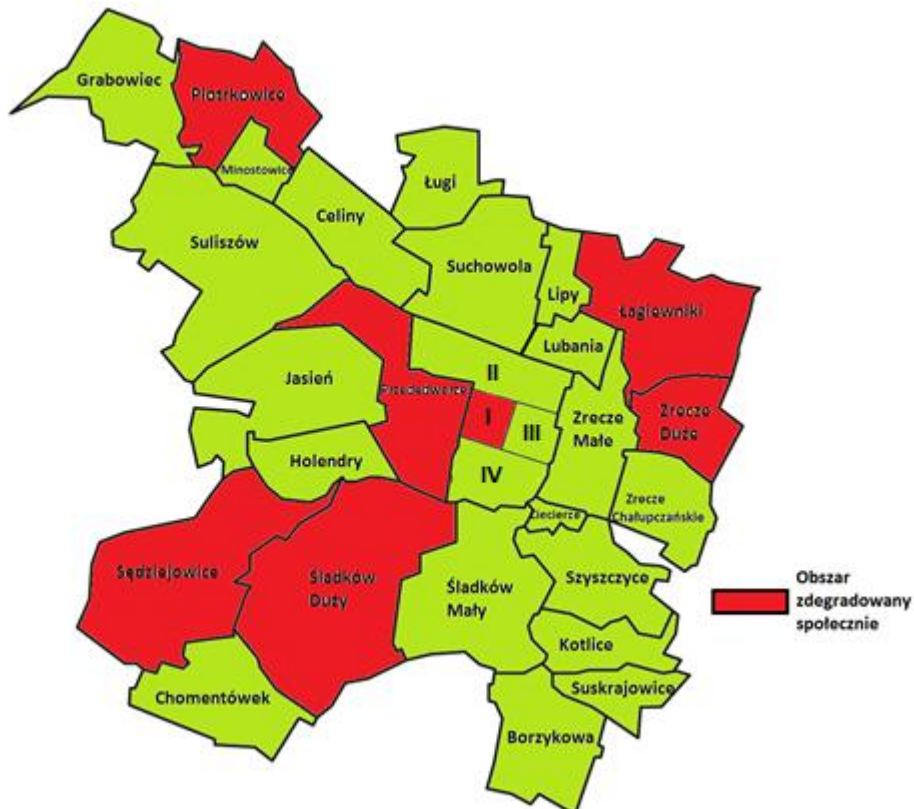 Grabowiec
Piotrkowice
Minostowice
Ługi
Celiny
Suliszów
Suchowola
Lipy
Łagiewniki
Lubania
II
Jasień
Przededworze
I
III
Zrecze
Małe
Zrecze
Duże
Holendry
IV
Zrecze
Chałupczańskie
Ciecierze
Sędziejowice
Śladków
Duży
Śladków
Mały
Szyszczyce
Obszar
zdegradowany
społecznie
Kotlice
Suskrajowice
Chomentówek
Borzykowa